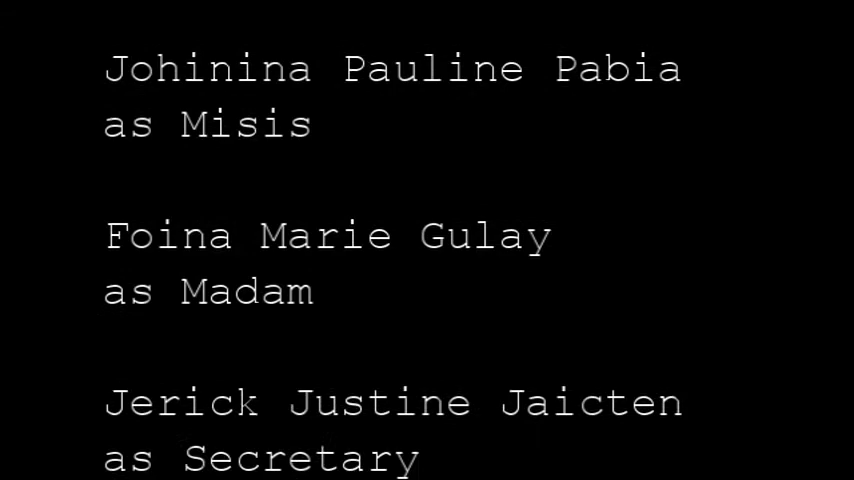 Johinina Pauline Pabia
as Misis
Foina Marie Gulay
as Madam
Jerick Justine Jaicten
as Secretary